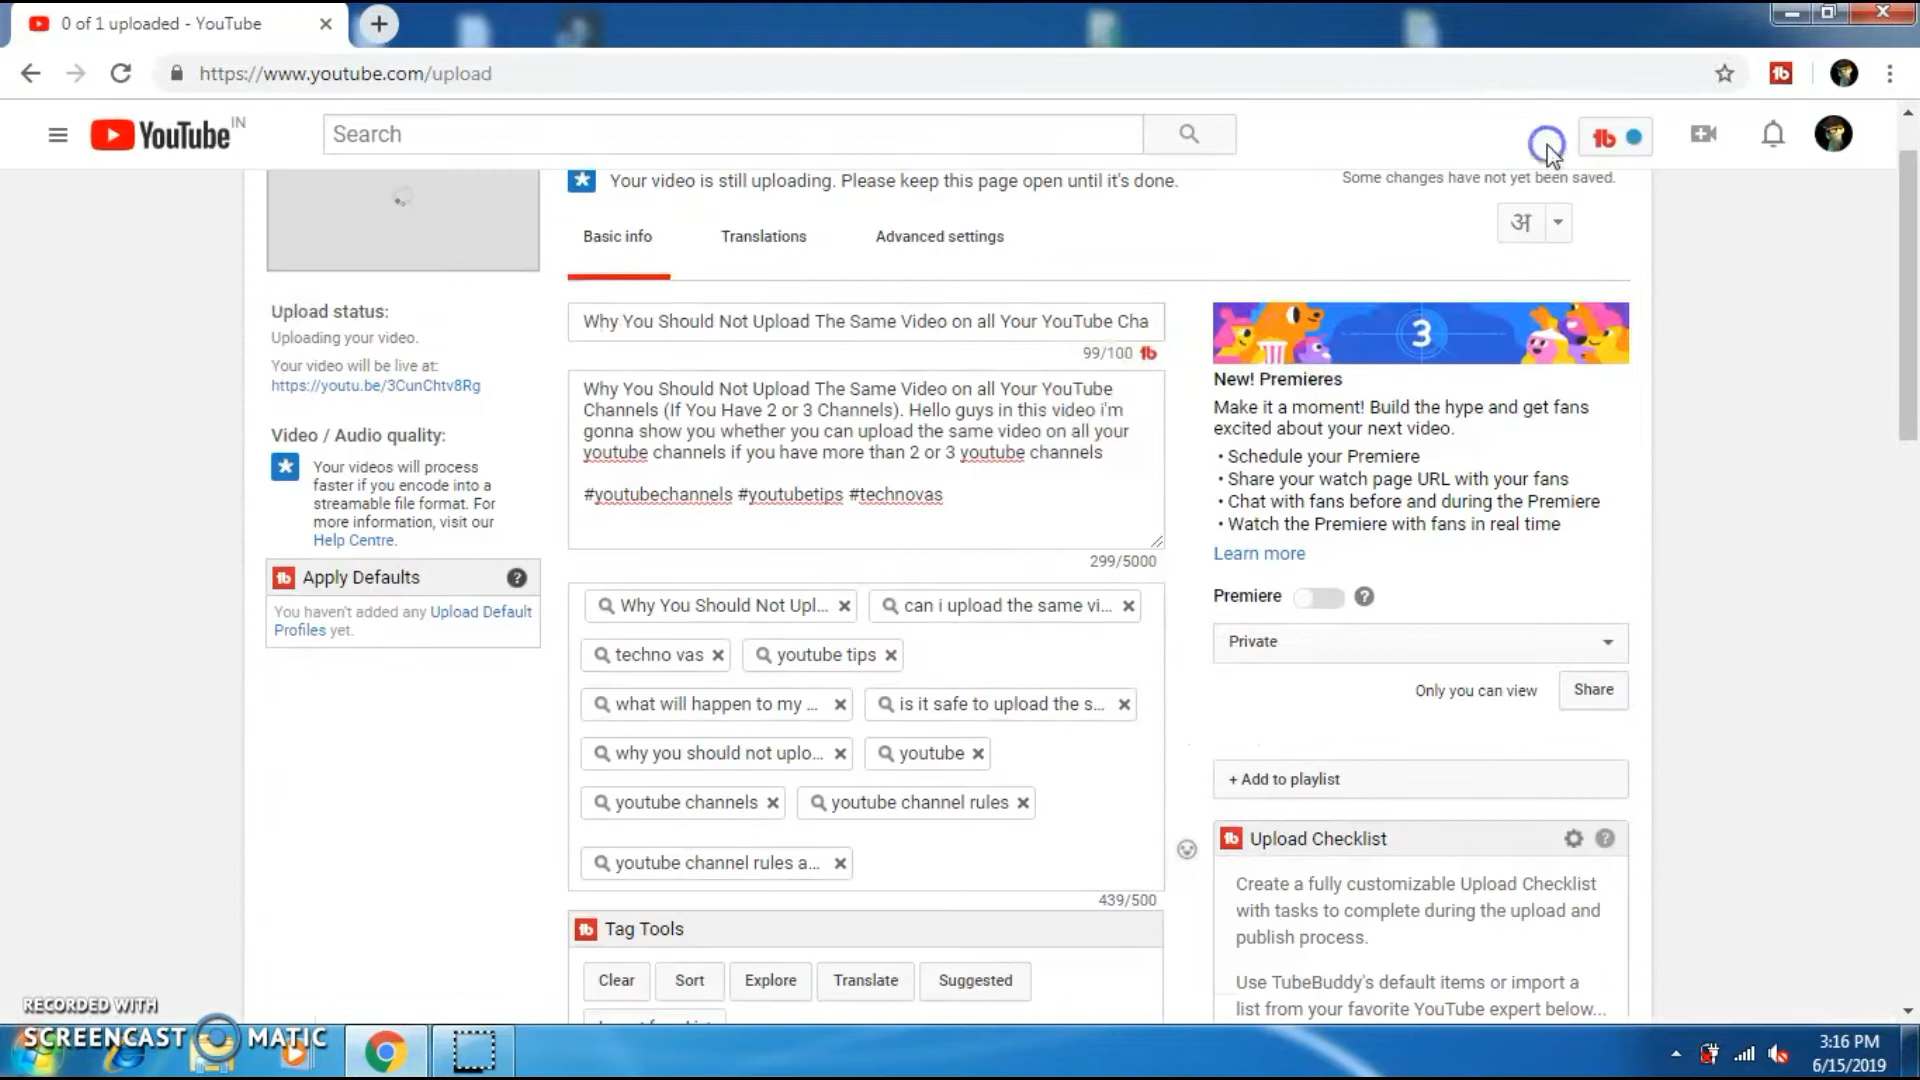 0 of 1 uploaded - YouTube
https://www.youtube.com/upload
YouTube IN
Search
Your video is still uploading. Please keep this page open until it's done.
Some changes have not yet been saved.
Basic info
Translations
Advanced settings
अ
Upload status:
Uploading your video.
Your video will be live at:
https://youtu.be/3CunChtv8Rg
Video / Audio quality:
Your videos will process
faster if you encode into a
streamable file format. For
more information, visit our
Help Centre.
Apply Defaults
You haven't added any Upload Default
Profiles yet.
Why You Should Not Upload The Same Video on all Your YouTube Cha
99/100
Why You Should Not Upload The Same Video on all Your YouTube
Channels (If You Have 2 or 3 Channels). Hello guys in this video i'm
gonna show you whether you can upload the same video on all your
youtube channels if you have more than 2 or 3 youtube channels
#youtubechannels #youtubetips #technovas
299/5000
Why You Should Not Upl...
can i upload the same vi...
techno vas
youtube tips
what will happen to my ...
is it safe to upload the s...
why you should not uplo...
youtube
youtube channels
youtube channel rules
youtube channel rules a...
439/500
Tag Tools
Clear
Sort
Explore
Translate
Suggested
3
New! Premieres
Make it a moment! Build the hype and get fans
excited about your next video.
• Schedule your Premiere
• Share your watch page URL with your fans
• Chat with fans before and during the Premiere
• Watch the Premiere with fans in real time
Learn more
Premiere
Private
Only you can view
Share
+ Add to playlist
Upload Checklist
Create a fully customizable Upload Checklist
with tasks to complete during the upload and
publish process.
Use TubeBuddy's default items or import a
list from your favorite YouTube expert below...
RECORDED WITH
SCREENCAST MATIC
3:16 PM
6/15/2019